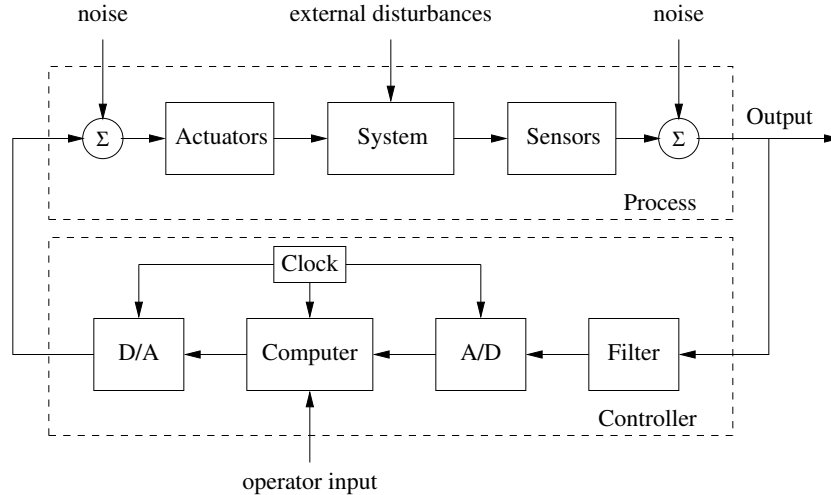 noise
external disturbances
noise
Output
Σ
Actuators
System
Sensors
Σ
Process
Clock
D/A
Computer
A/D
Filter
Controller
operator input